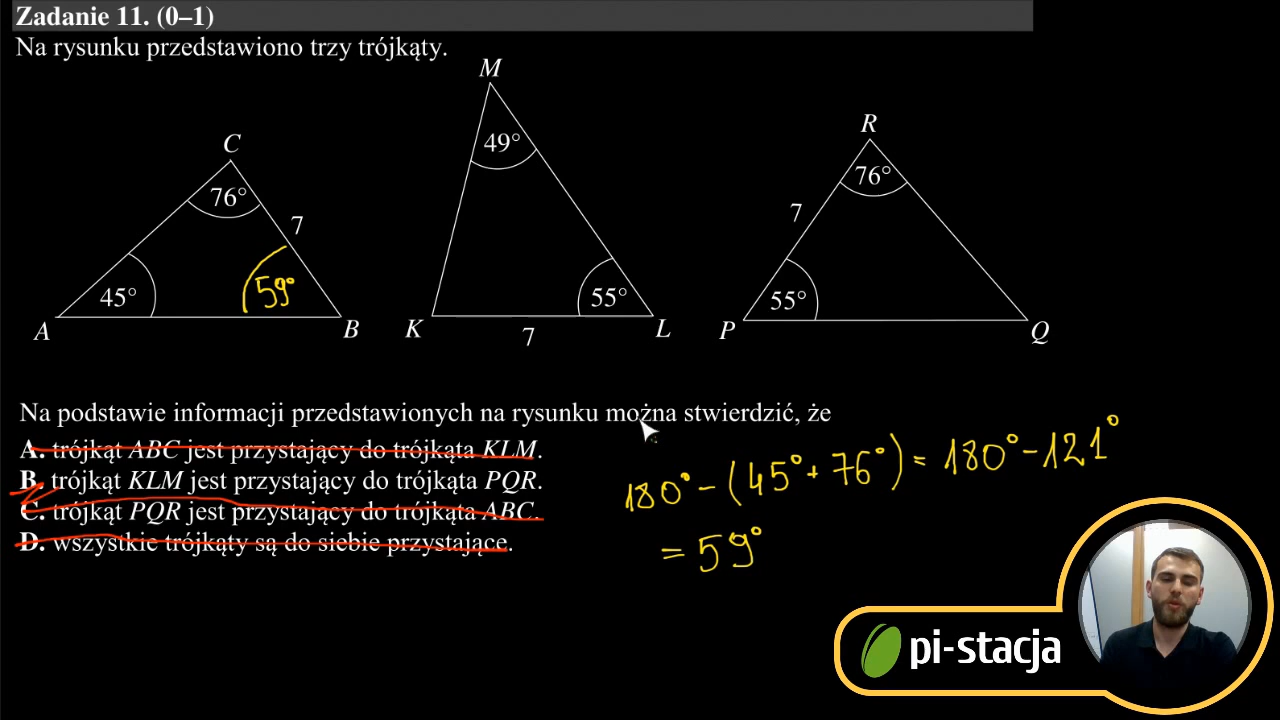 Zadanie 11. (0–1)
Na rysunku przedstawiono trzy trójkąty.
M
C
R
49°
76°
76°
7
7
45°
59°
55°
55°
A
B
K
L
P
Q
7
Na podstawie informacji przedstawionych na rysunku można stwierdzić, że
A. trójkąt ABC jest przystający do trójkąta KLM.
B. trójkąt KLM jest przystający do trójkąta PQR.
C. trójkąt PQR jest przystający do trójkąta ABC.
D. wszystkie trójkąty są do siebie przystające.
180° - (45° + 76°) = 180° - 121°
= 59°
pi-stacja